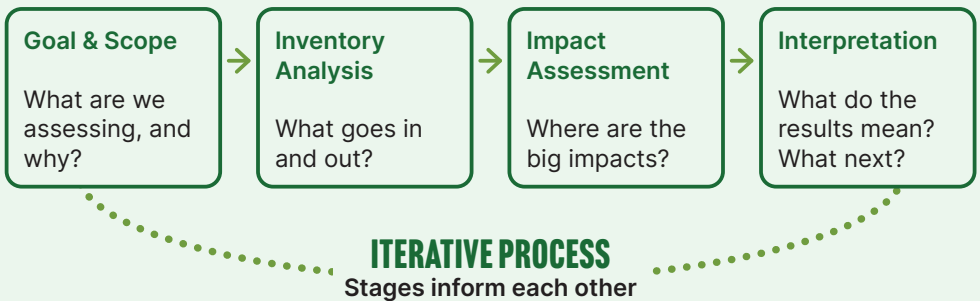 Goal & Scope
What are we
assessing, and
why?
Inventory
Analysis
What goes in
and out?
Impact
Assessment
Where are the
big impacts?
Interpretation
What do the
results mean?
What next?
ITERATIVE PROCESS
Stages inform each other